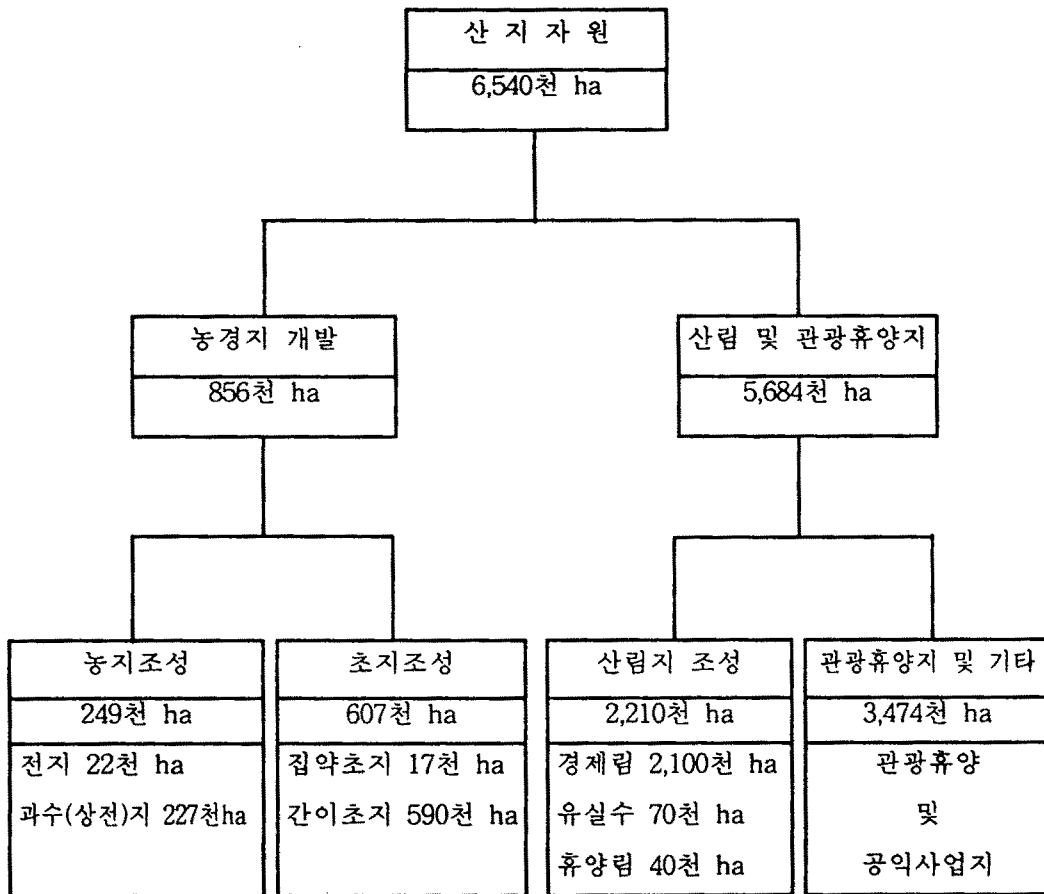 산 지 자 원
6,540천 ha
농경지 개발
856천 ha
산림 및 관광휴양지
5,684천 ha
농지조성
249천 ha
전지 22천 ha
과수(상전)지 227천ha
초지조성
607천 ha
집약초지 17천 ha
간이초지 590천 ha
산림지 조성
2,210천 ha
경제림 2,100천 ha
유실수 70천 ha
휴양림 40천 ha
관광휴양지 및 기타
3,474천 ha
관광휴양
및
공익사업지